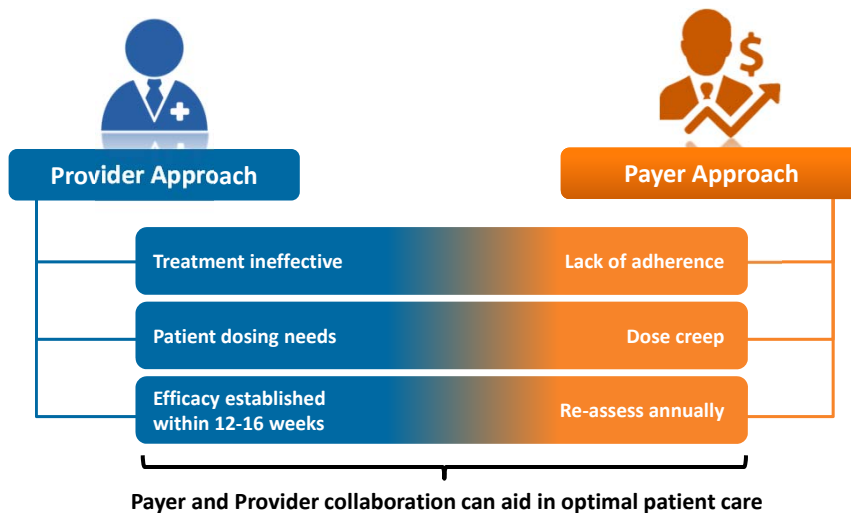 $
Provider Approach
Payer Approach
Treatment ineffective
Lack of adherence
Patient dosing needs
Dose creep
Efficacy established
within 12-16 weeks
Re-assess annually
Payer and Provider collaboration can aid in optimal patient care